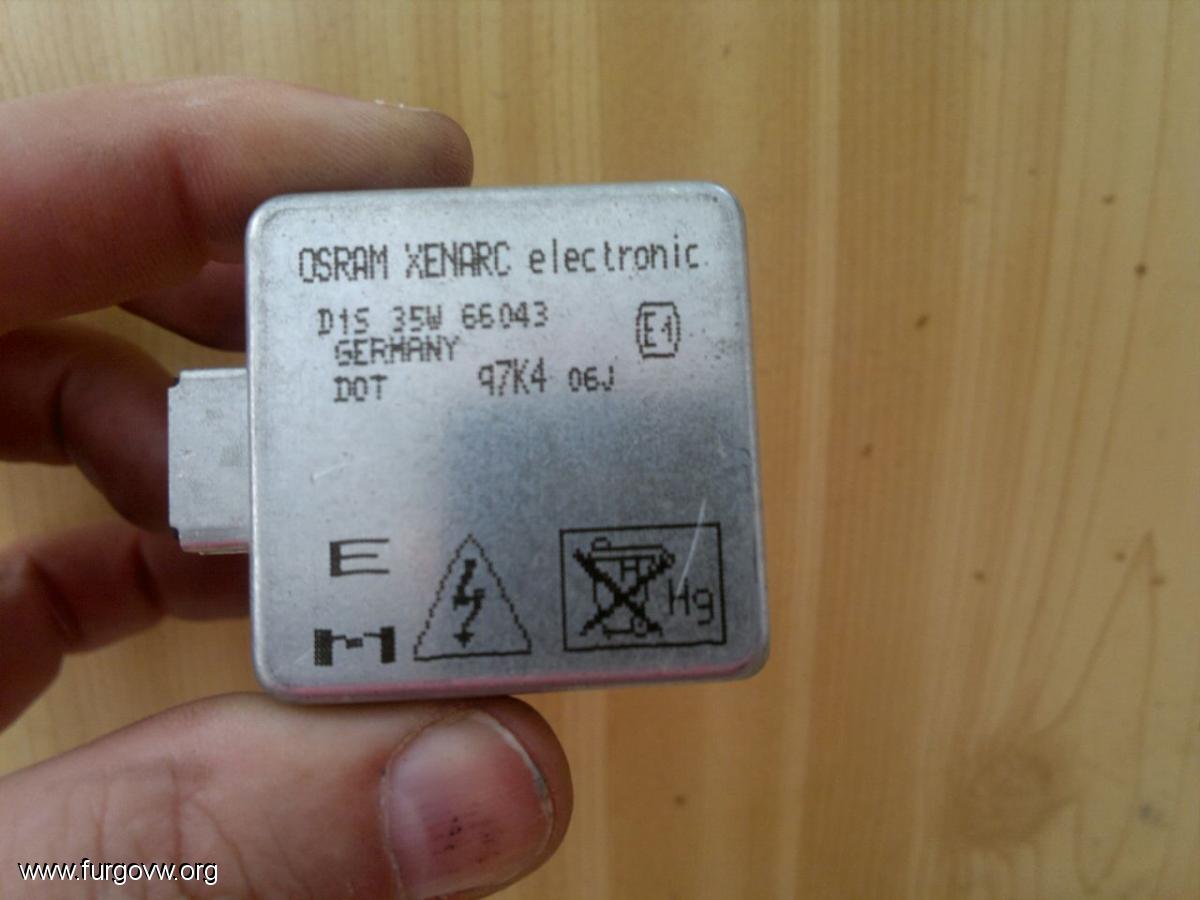 OSRAM XENARC electronic
D1S 35W 66043
E1
GERMANY
DOT 97K4 06J
E
M
Hg
www.furgovw.org